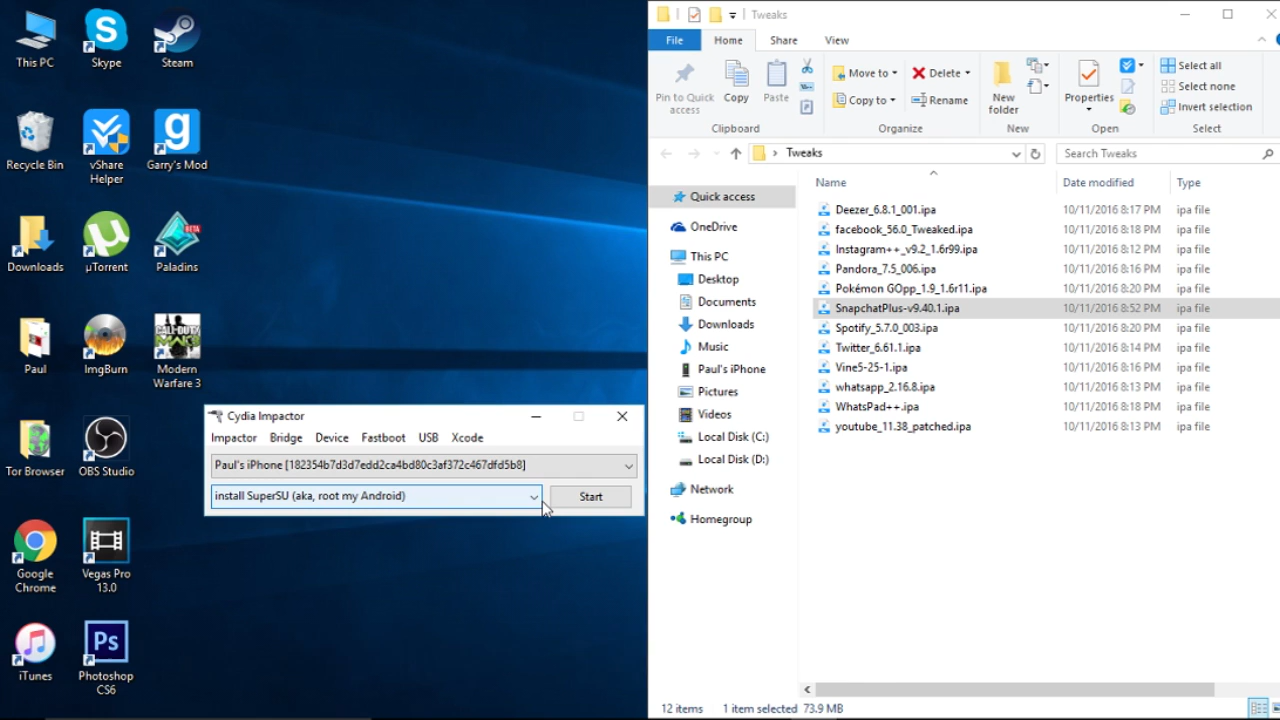 This PC
Skype
Steam
Recycle Bin
vShare Helper
Garry's Mod
Downloads
µTorrent
BETA
Paladins
Paul
ImgBurn
CALL OF DUTY
MW3
Modern Warfare 3
Tor Browser
OBS Studio
Google Chrome
Vegas Pro 13.0
iTunes
Ps
Photoshop CS6
Cydia Impactor
Impactor Bridge Device Fastboot USB Xcode
Paul's iPhone [182354b7d3d7edd2ca4bd80c3af372c467dfd5b8]
install SuperSU (aka, root my Android)
Start
Tweaks
File Home Share View
Pin to Quick access
Copy
Paste
Clipboard
Move to
Copy to
Delete
Rename
Organize
New folder
New
Properties
Open
Select all
Select none
Invert selection
Select
Tweaks
Search Tweaks
Quick access
OneDrive
This PC
Desktop
Documents
Downloads
Music
Paul's iPhone
Pictures
Videos
Local Disk (C:)
Local Disk (D:)
Network
Homegroup
Name Date modified Type
Deezer_6.8.1_001.ipa 10/11/2016 8:17 PM ipa file
facebook_56.0_Tweaked.ipa 10/11/2016 8:18 PM ipa file
Instagram++_v9.2_1.6r99.ipa 10/11/2016 8:12 PM ipa file
Pandora_7.5_006.ipa 10/11/2016 8:16 PM ipa file
Pokémon GOpp_1.9_1.6r11.ipa 10/11/2016 8:20 PM ipa file
SnapchatPlus-v9.40.1.ipa 10/11/2016 8:52 PM ipa file
Spotify_5.7.0_003.ipa 10/11/2016 8:20 PM ipa file
Twitter_6.61.1.ipa 10/11/2016 8:14 PM ipa file
Vine5-25-1.ipa 10/11/2016 8:16 PM ipa file
whatsapp_2.16.8.ipa 10/11/2016 8:13 PM ipa file
WhatsPad++.ipa 10/11/2016 8:18 PM ipa file
youtube_11.38_patched.ipa 10/11/2016 8:13 PM ipa file
12 items 1 item selected 73.9 MB